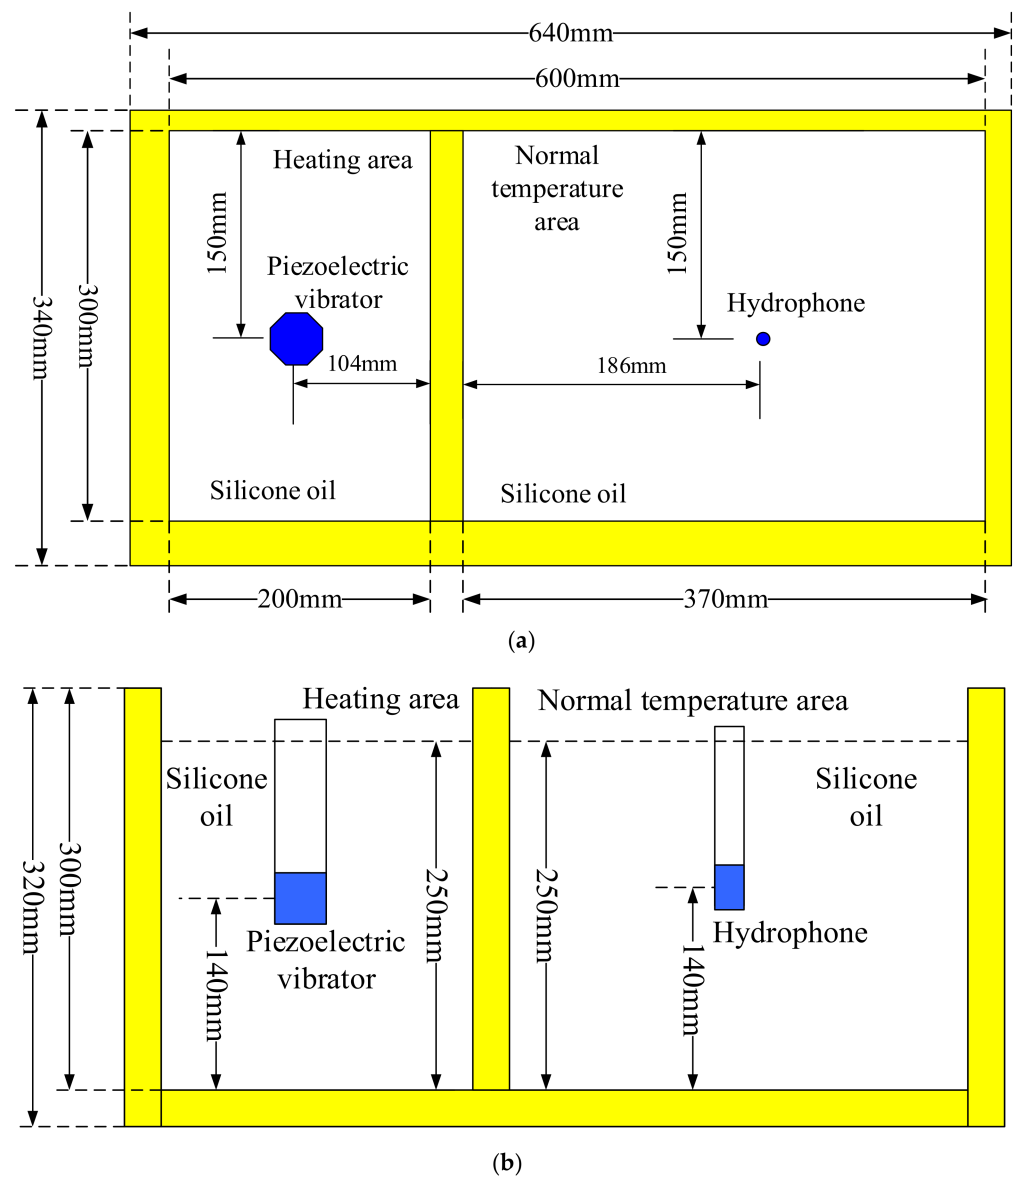 640mm
600mm
Heating area
Normal
temperature
area
150mm
150mm
Piezoelectric
vibrator
Hydrophone
340mm
300mm
104mm
186mm
Silicone oil
Silicone oil
200mm
370mm
(a)
Heating area
Normal temperature area
Silicone
oil
Silicone
oil
320mm
300mm
250mm
250mm
Piezoelectric
vibrator
Hydrophone
140mm
140mm
(b)